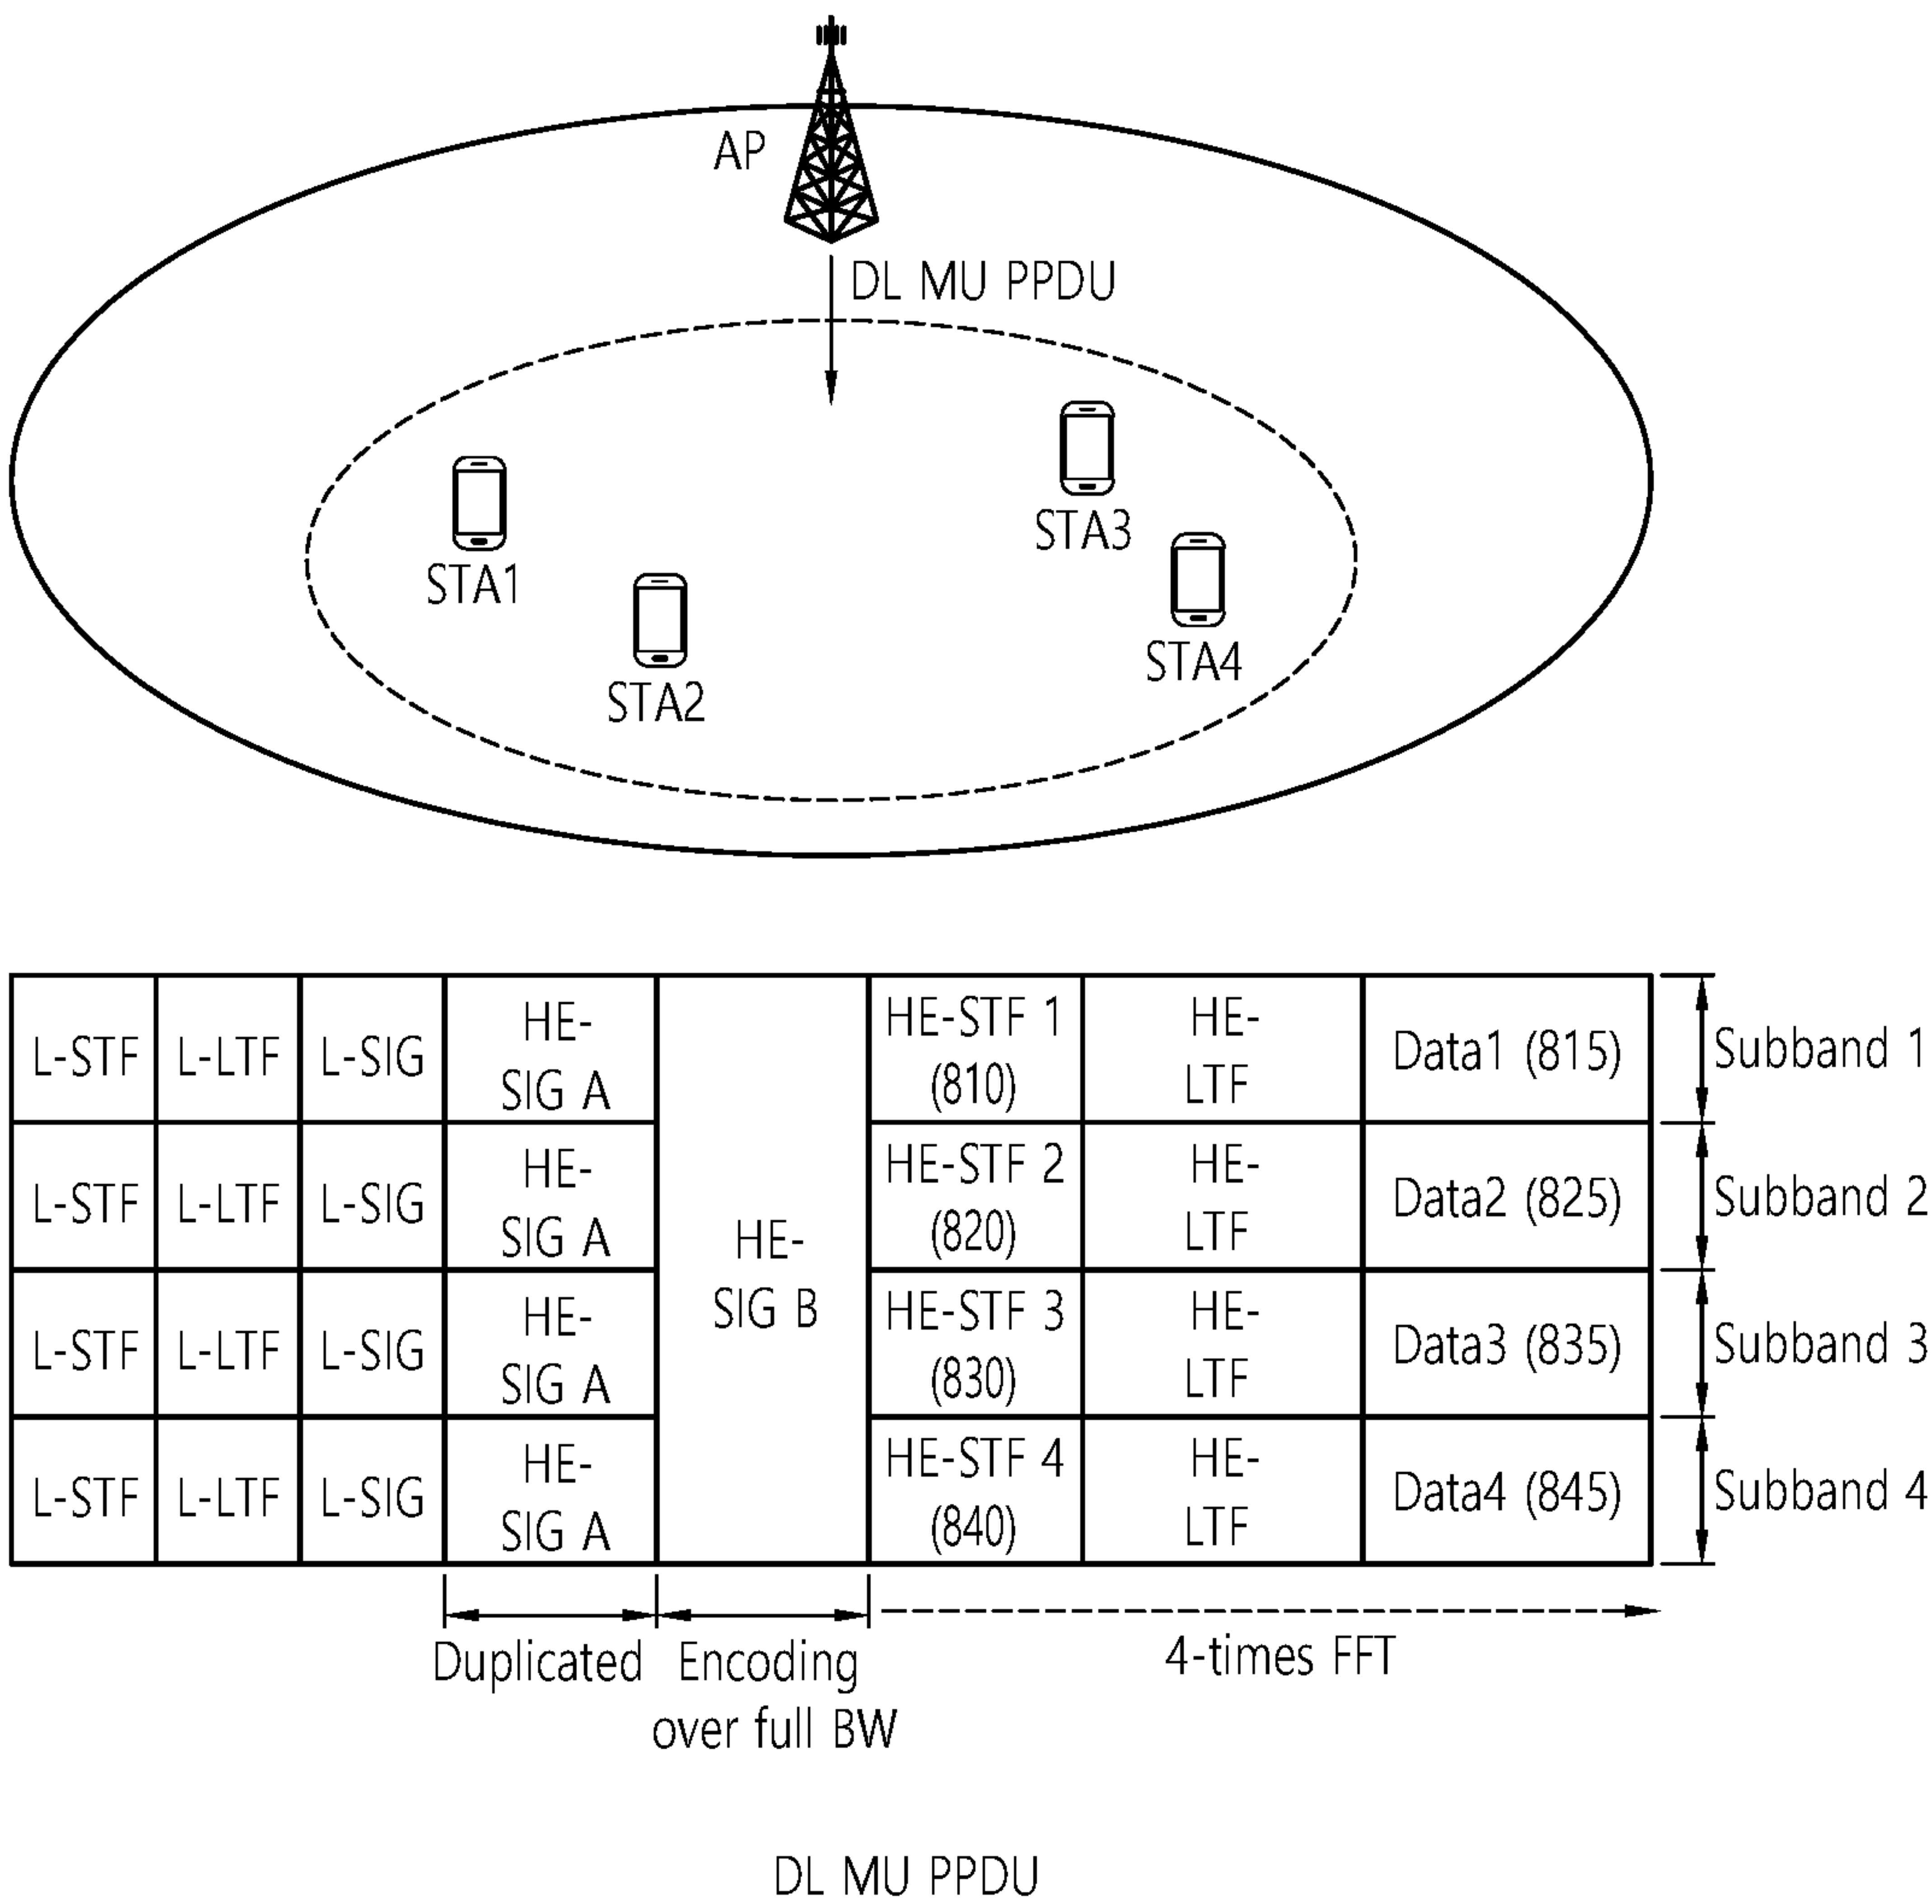 AP
DL MU PPDU
STA3
STA1
STA4
STA2
L-STF L-LTF L-SIG HE- HE-STF 1 HE- Data1 (815) Subband 1
SIG A (810) LTF
L-STF L-LTF L-SIG HE- HE-STF 2 HE- Data2 (825) Subband 2
SIG A (820) LTF
HE-
SIG B
L-STF L-LTF L-SIG HE- HE-STF 3 HE- Data3 (835) Subband 3
SIG A (830) LTF
L-STF L-LTF L-SIG HE- HE-STF 4 HE- Data4 (845) Subband 4
SIG A (840) LTF
Duplicated Encoding 4-times FFT
over full BW
DL MU PPDU